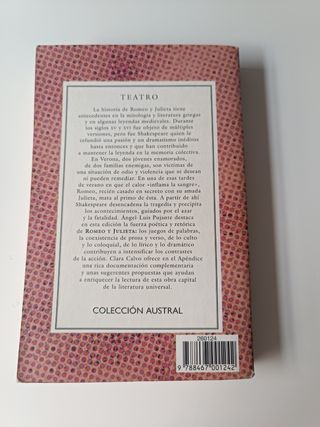 TEATRO
La historia de Romeo y Julieta tiene
antecedentes en la mitología y literatura griegas
y en algunas leyendas medievales. Durante
los siglos XV y XVI fue objeto de múltiples
versiones, pero fue Shakespeare quien le
infundió una pasión y un dramatismo inéditos
hasta entonces y que han contribuido
a mantener la leyenda en la memoria colectiva.
En Verona, dos jóvenes enamorados,
de dos familias enemigas, son víctimas de
una situación de odio y violencia que ni desean
ni pueden remediar. En una de esas tardes
de verano en que el calor «inflama la sangre»,
Romeo, recién casado en secreto con su amada
Julieta, mata al primo de ésta. A partir de ahí
Shakespeare desencadena la tragedia y precipita
los acontecimientos, guiados por el azar
y la fatalidad. Ángel-Luis Pujante destaca
en esta edición la fuerza poética y retórica
de ROMEO Y JULIETA: los juegos de palabras,
la coexistencia de prosa y verso, de lo culto
y lo coloquial, de lo lírico y lo dramático
contribuyen a intensificar los contrastes
de la acción. Clara Calvo ofrece en el Apéndice
una rica documentación complementaria
y unas sugerentes propuestas que ayudan
a enriquecer la lectura de esta obra capital
de la literatura universal.
COLECCIÓN AUSTRAL
260124
9 788467 001242